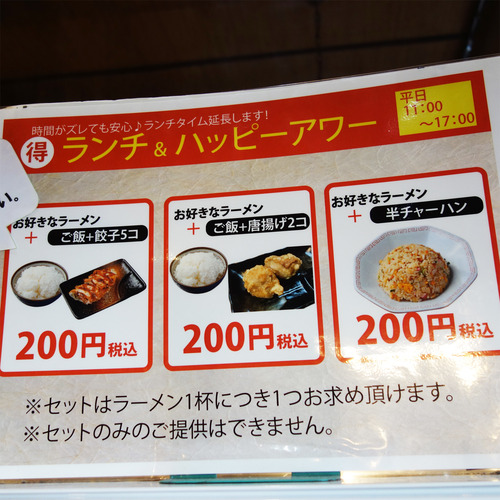 時間がズレても安心♪ランチタイム延長します!
得 ランチ & ハッピーアワー
平日
11:00
～17:00
い。
お好きなラーメン
+ ご飯+餃子5コ
200円税込
お好きなラーメン
+ ご飯+唐揚げ2コ
200円税込
お好きなラーメン
+ 半チャーハン
200円税込
※セットはラーメン1杯につき1つお求め頂けます。
※セットのみのご提供はできません。